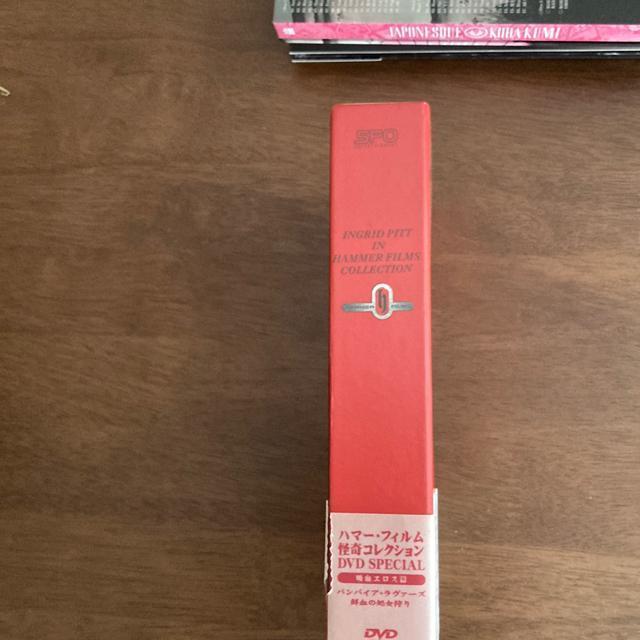 JAPONESQUE KUUA KUMI
SPO
INGRID PITT
IN
HAMMER FILMS
COLLECTION
ハマー・フィルム
怪奇コレクション
DVD SPECIAL
吸血エロス篇
バンパイア・ラヴァーズ
鮮血の処女狩り
DVD